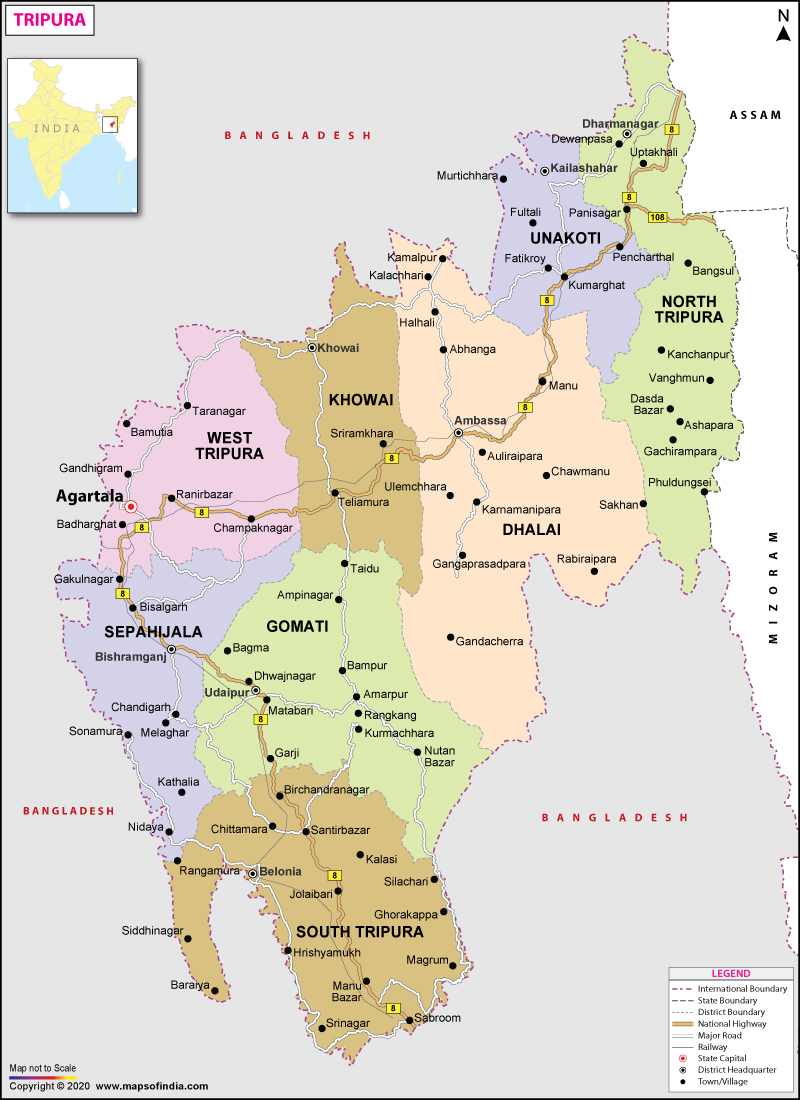 TRIPURA
N
INDIA
BANGLADESH
ASSAM
Dharmanagar
8
Dewanpasa
Uptakhali
Kailashahar
Murtichhara
8
Fultali
Panisagar
108
UNAKOTI
Pencharthal
Kamalpur
Fatikroy
Bangsul
Kalachhari
Kumarghat
8
NORTH
TRIPURA
Halhali
Khowai
Abhanga
Kanchanpur
Vanghmun
Manu
KHOWAI
Dasda
Bazar
Taranagar
8
Ambassa
Ashapara
Bamutia
WEST
TRIPURA
Sriramkhara
Gachirampara
8
Auliraipara
Gandhigram
Chawmanu
Phuldungsei
Ulemchhara
Agartala
Ranirbazar
Teliamura
Karnamanipara
Sakhan
8
Badharghat
8
Champaknagar
DHALAI
Gangaprasadpara
Rabiraipara
MIZORAM
Taidu
Gakulnagar
8
Ampinagar
Bisalgarh
SEPAHIJALA
GOMATI
Gandacherra
Bishramganj
Bagma
Bampur
Dhwajnagar
Udaipur
Amarpur
Chandigarh
Matabari
Rangkang
8
Melaghar
Sonamura
Kurmachhara
Garji
Nutan
Bazar
Kathalia
Birchandranagar
BANGLADESH
BANGLADESH
Nidaya
Chittamara
Santirbazar
Kalasi
Rangamura
Belonia
8
Silachari
Jolaibari
Ghorakappa
Siddhinagar
SOUTH TRIPURA
Hrishyamukh
Magrum
Baraiya
Manu
Bazar
8
Srinagar
Sabroom
LEGEND
International Boundary
State Boundary
District Boundary
National Highway
Major Road
Railway
State Capital
District Headquarter
Town/Village
Map not to Scale
Copyright © 2020 www.mapsofindia.com